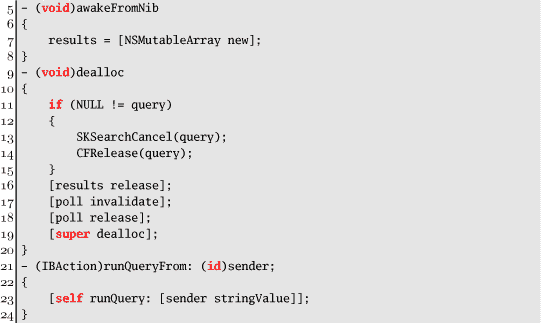 5 - (void)awakeFromNib
6 {
7     results = [NSMutableArray new];
8 }
9 - (void)dealloc
10 {
11     if (NULL != query)
12     {
13         SKSearchCancel(query);
14         CFRelease(query);
15     }
16     [results release];
17     [poll invalidate];
18     [poll release];
19     [super dealloc];
20 }
21 - (IBAction)runQueryFrom: (id)sender;
22 {
23     [self runQuery: [sender stringValue]];
24 }